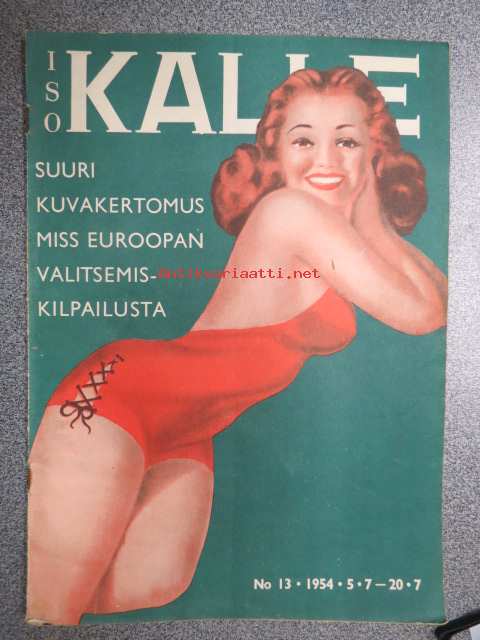 ISO
KALLE
SUURI
KUVAKERTOMUS
MISS EUROOPAN
VALITSEMIS-
KILPAILUSTA
Antikvariaatti.net
No 13 • 1954 • 5 • 7 — 20 • 7